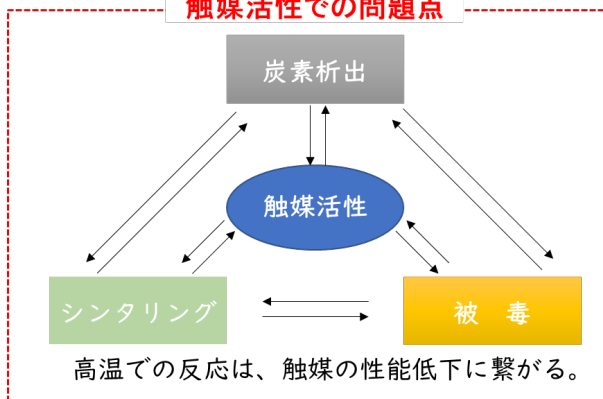 触媒活性での問題点
炭素析出
触媒活性
シンタリング
被　毒
高温での反応は、触媒の性能低下に繋がる。